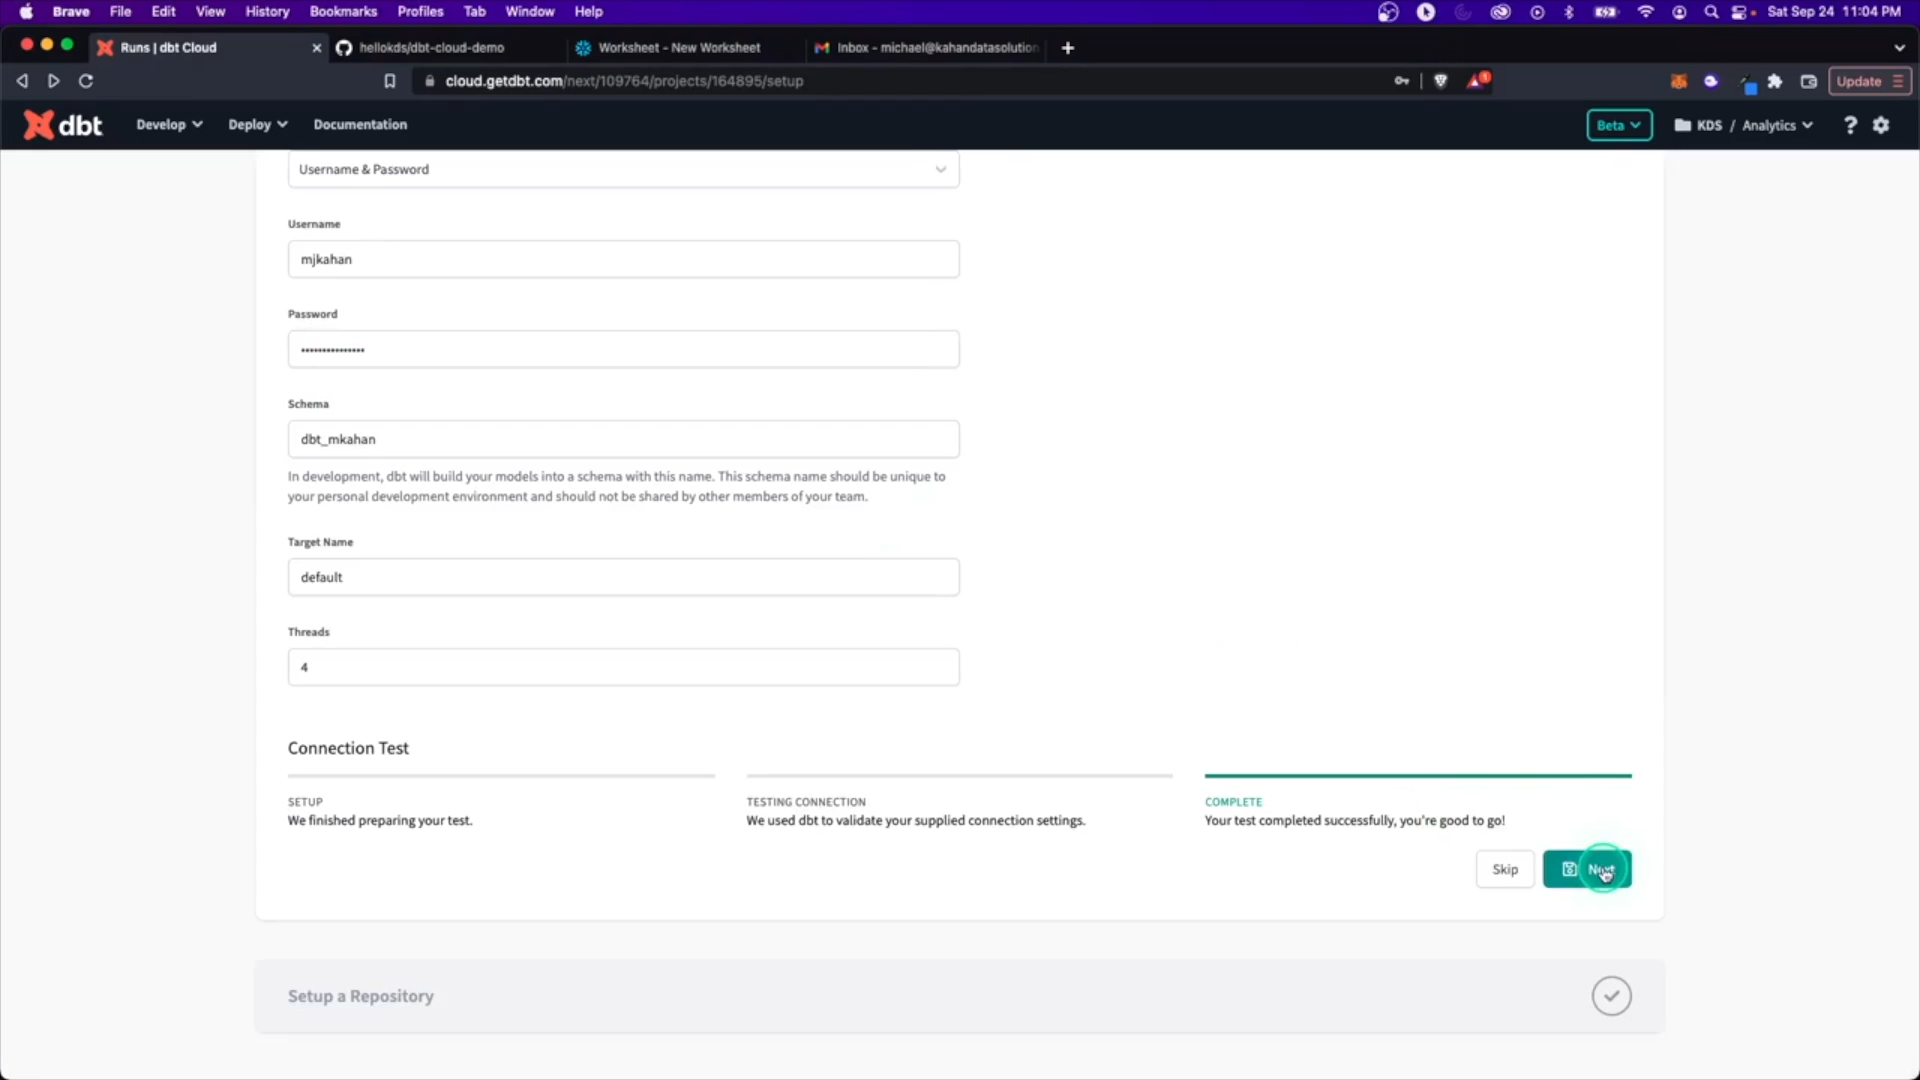 Brave File Edit View History Bookmarks Profiles Tab Window Help Sat Sep 24 11:04 PM
Runs | dbt Cloud hellokds/dbt-cloud-demo Worksheet - New Worksheet Inbox - michael@kahandatasolution
cloud.getdbt.com/next/109764/projects/164895/setup 1 Update
dbt Develop Deploy Documentation Beta KDS / Analytics
Username & Password
Username
mjkahan
Password
•••••••••••••••
Schema
dbt_mkahan
In development, dbt will build your models into a schema with this name. This schema name should be unique to
your personal development environment and should not be shared by other members of your team.
Target Name
default
Threads
4
Connection Test
SETUP
We finished preparing your test.
TESTING CONNECTION
We used dbt to validate your supplied connection settings.
COMPLETE
Your test completed successfully, you're good to go!
Skip Next
Setup a Repository